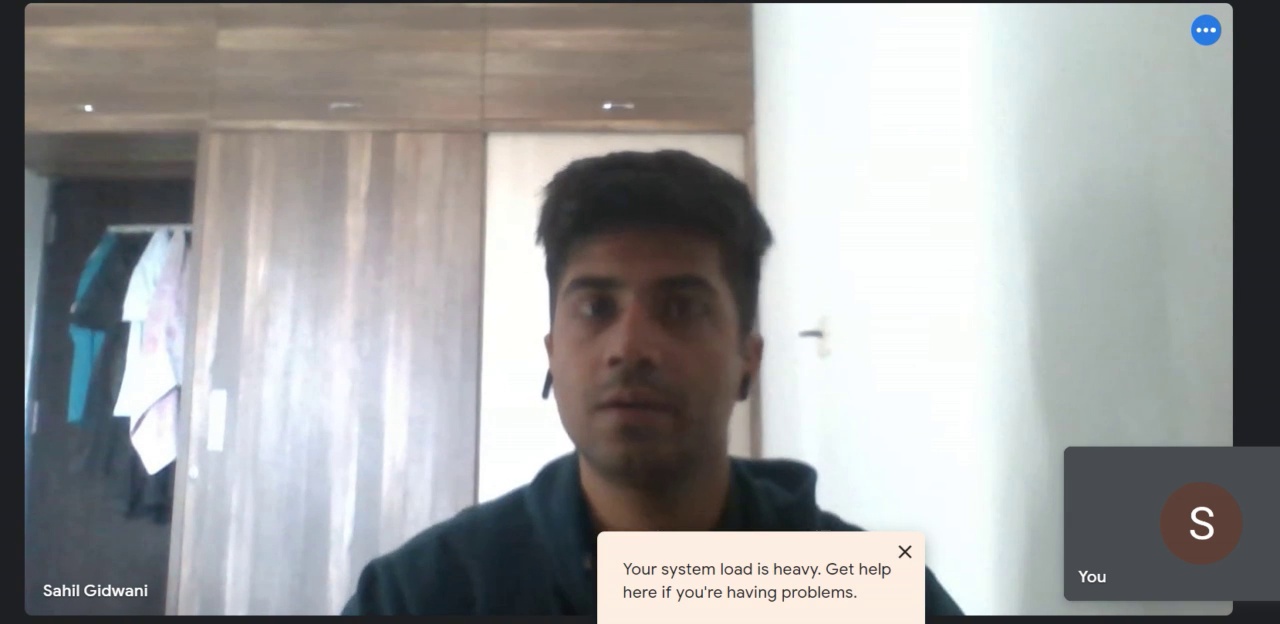 Sahil Gidwani
Your system load is heavy. Get help
here if you're having problems.
S
You